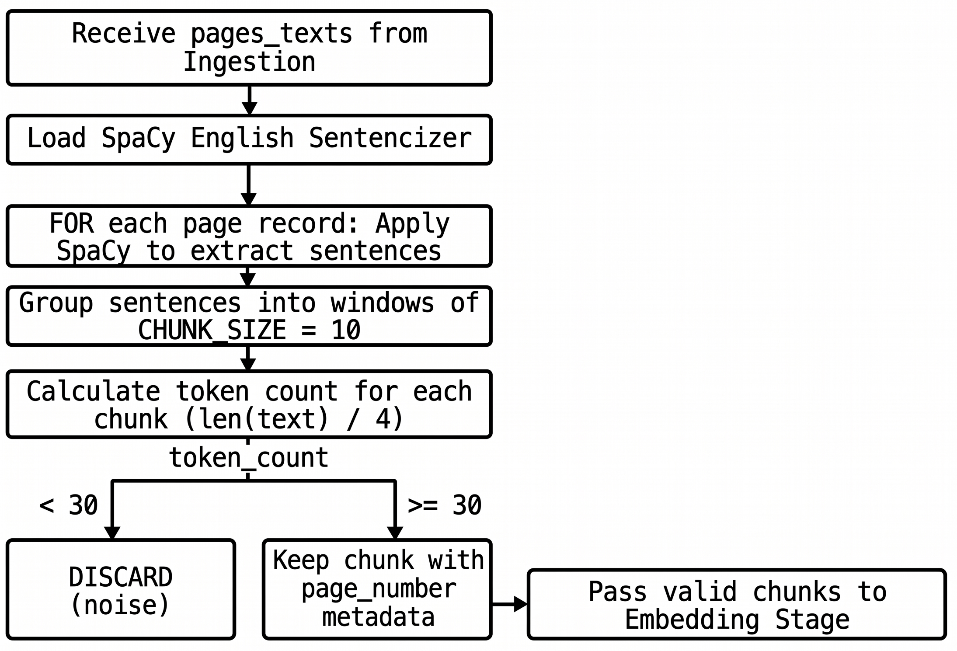 Receive pages_texts from
Ingestion
Load SpaCy English Sentencizer
FOR each page record: Apply
SpaCy to extract sentences
Group sentences into windows of
CHUNK_SIZE = 10
Calculate token count for each
chunk (len(text) / 4)
token_count
< 30
>= 30
DISCARD
(noise)
Keep chunk with
page_number
metadata
Pass valid chunks to
Embedding Stage